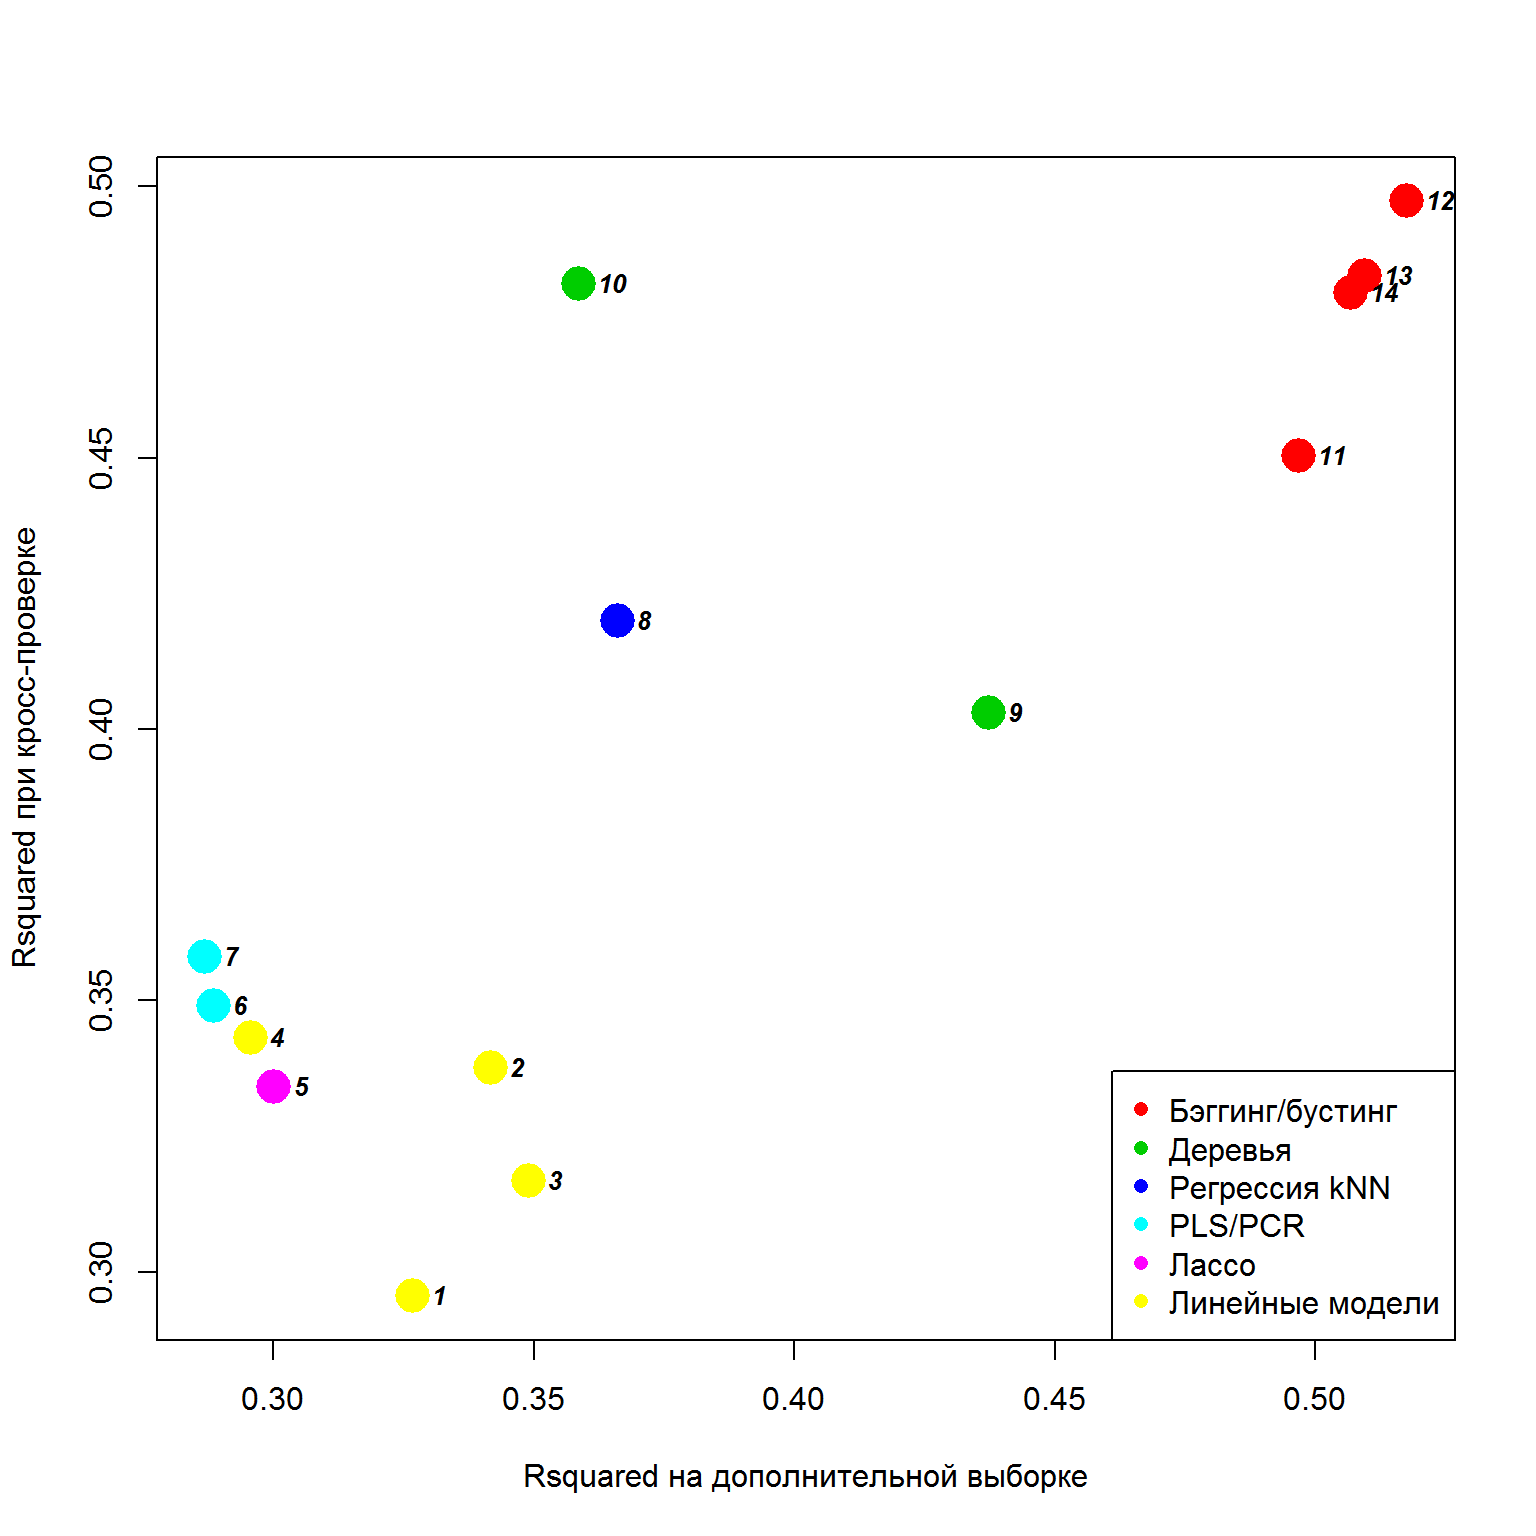 0.50
0.45
0.40
0.35
0.30
Rsquared при кросс-проверке
12
13
14
10
11
8
9
7
6
4
2
5
3
1
Бэггинг/бустинг
Деревья
Регрессия kNN
PLS/PCR
Лассо
Линейные модели
0.30 0.35 0.40 0.45 0.50
Rsquared на дополнительной выборке